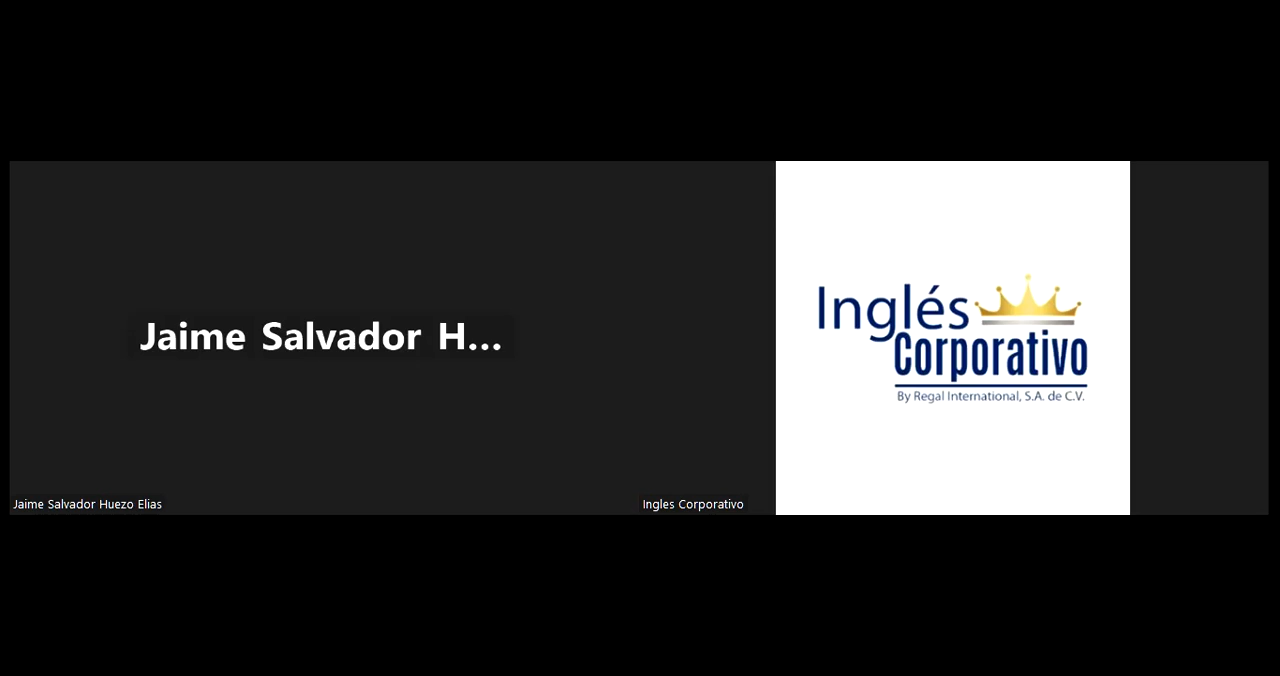 Jaime Salvador H...
Inglés
Corporativo
By Regal International, S.A. de C.V.
Jaime Salvador Huezo Elias
Ingles Corporativo